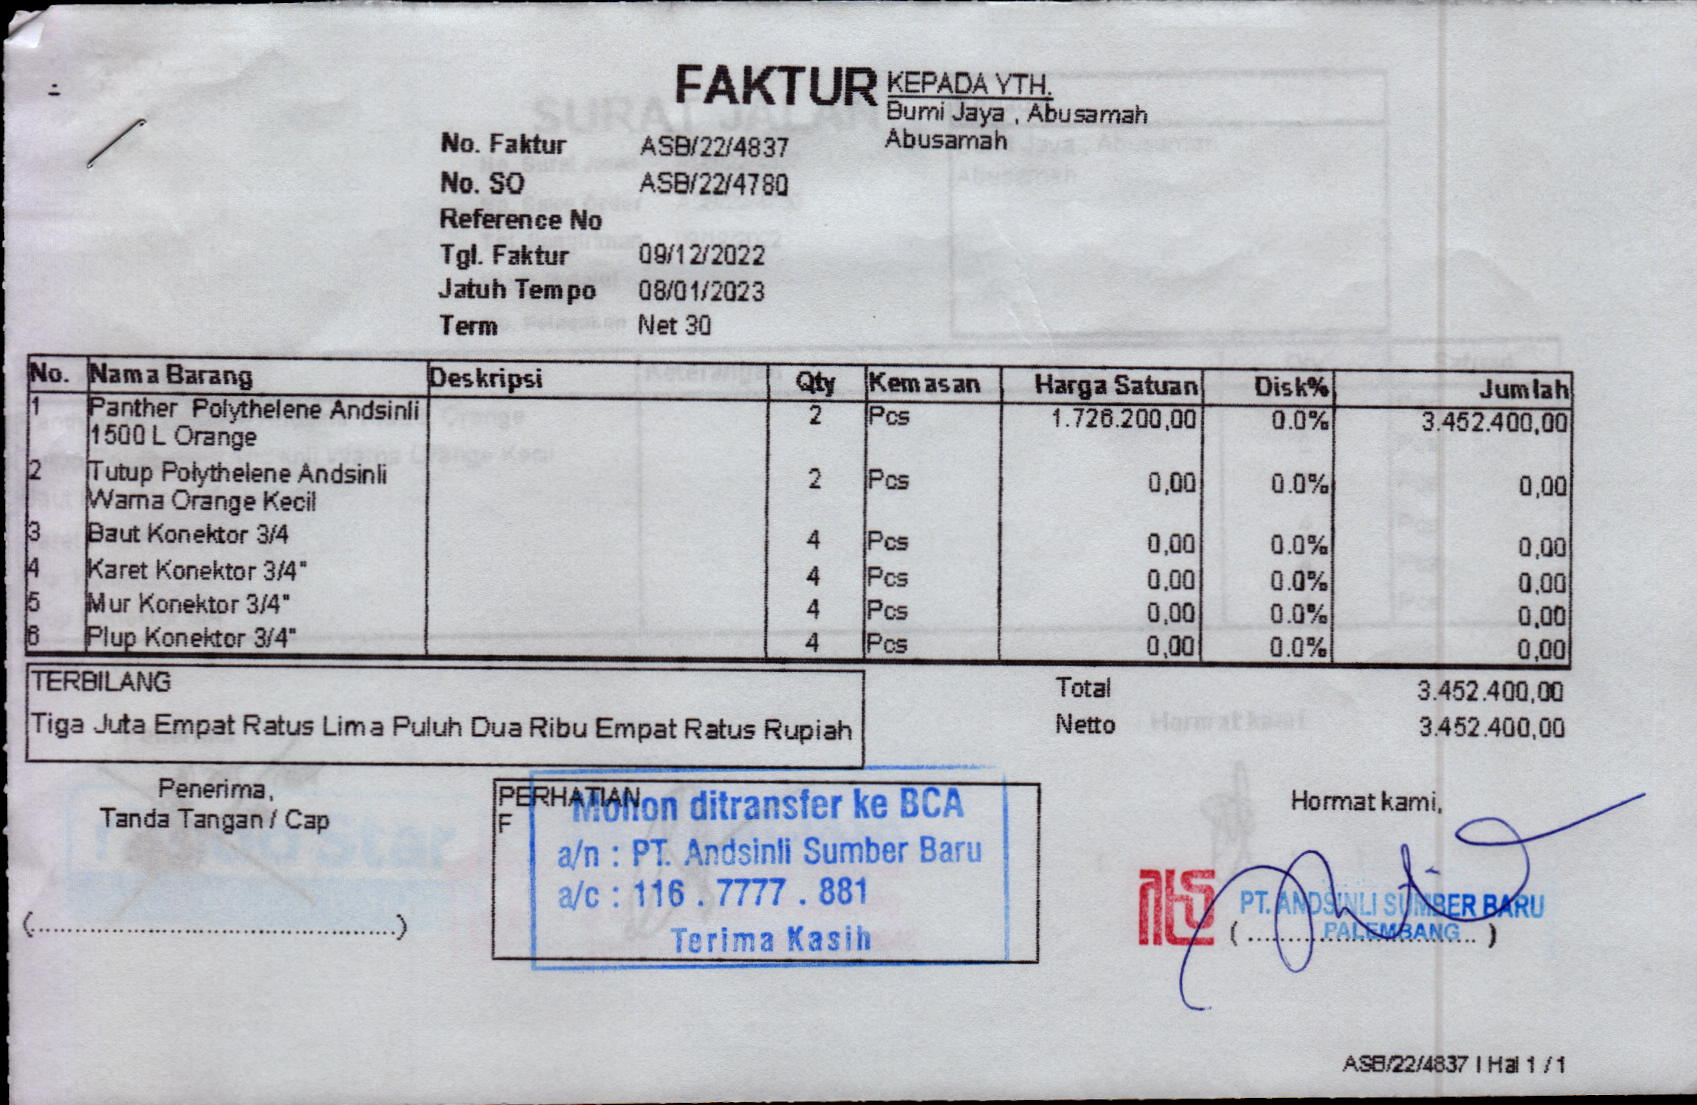 FAKTUR
KEPADA YTH.
Bumi Jaya , Abusamah
Abusamah
No. Faktur ASB/22/4837
No. SO ASB/22/4780
Reference No
Tgl. Faktur 09/12/2022
Jatuh Tempo 08/01/2023
Term Net 30
No. Nama Barang Deskripsi Qty Kemasan Harga Satuan Disk% Jumlah
1 Panther Polythelene Andsinli 2 Pcs 1.726.200,00 0.0% 3.452.400,00
1500 L Orange
2 Tutup Polythelene Andsinli 2 Pcs 0,00 0.0% 0,00
Warna Orange Kecil
3 Baut Konektor 3/4 4 Pcs 0,00 0.0% 0,00
4 Karet Konektor 3/4" 4 Pcs 0,00 0.0% 0,00
5 Mur Konektor 3/4" 4 Pcs 0,00 0.0% 0,00
6 Plup Konektor 3/4" 4 Pcs 0,00 0.0% 0,00
TERBILANG
Tiga Juta Empat Ratus Lima Puluh Dua Ribu Empat Ratus Rupiah
Total 3.452.400,00
Netto 3.452.400,00
Penerima,
Tanda Tangan / Cap
(................................................)
PERHATIAN
F
Mohon ditransfer ke BCA
a/n : PT. Andsinli Sumber Baru
a/c : 116 . 7777 . 881
Terima Kasih
Hormat kami,
PT. ANDSINLI SUMBER BARU
PALEMBANG
(................................)
ASB/22/4837 | Hal 1 / 1